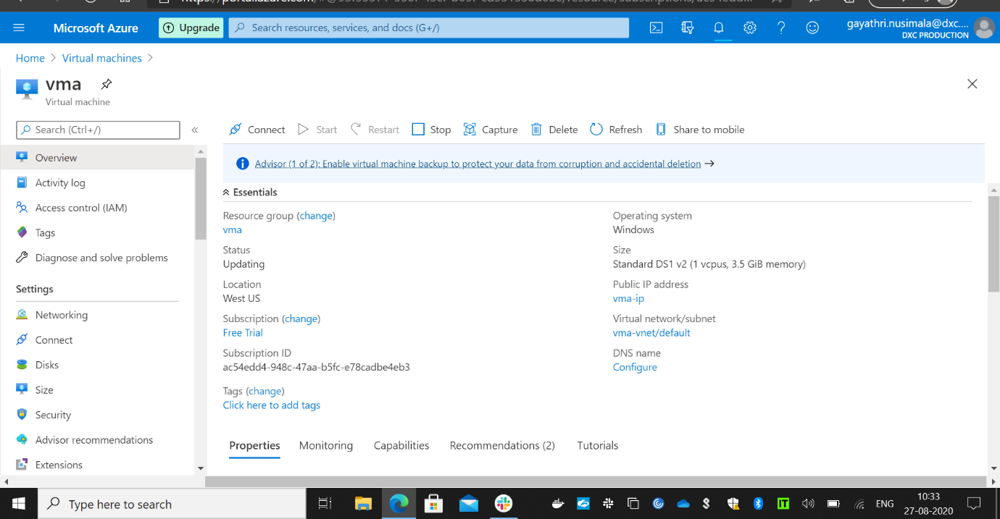 Microsoft Azure
Upgrade
Search resources, services, and docs (G+/)
gayathri.nusimala@dxc....
DXC PRODUCTION
Home > Virtual machines >
vma
Virtual machine
Search (Ctrl+/)
«
Connect
Start
Restart
Stop
Capture
Delete
Refresh
Share to mobile
Overview
Activity log
Access control (IAM)
Tags
Diagnose and solve problems
Settings
Networking
Connect
Disks
Size
Security
Advisor recommendations
Extensions
Advisor (1 of 2): Enable virtual machine backup to protect your data from corruption and accidental deletion →
Essentials
Resource group (change)
vma
Status
Updating
Location
West US
Subscription (change)
Free Trial
Subscription ID
ac54edd4-948c-47aa-b5fc-e78cadbe4eb3
Tags (change)
Click here to add tags
Operating system
Windows
Size
Standard DS1 v2 (1 vcpus, 3.5 GiB memory)
Public IP address
vma-ip
Virtual network/subnet
vma-vnet/default
DNS name
Configure
Properties
Monitoring
Capabilities
Recommendations (2)
Tutorials
Type here to search
ENG
10:33
27-08-2020